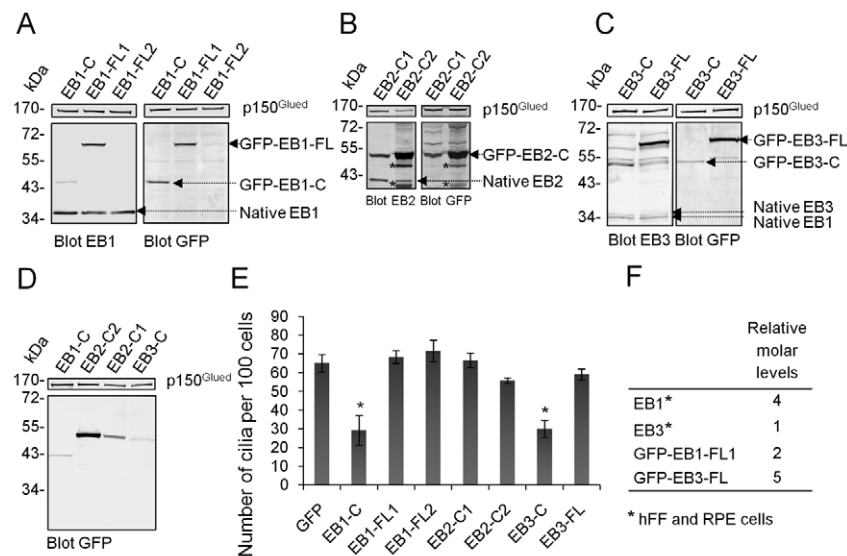 A
kDa
EB1-C
EB1-FL1
EB1-FL2
EB1-C
EB1-FL1
EB1-FL2
170-
p150Glued
72-
55-
GFP-EB1-FL
43-
GFP-EB1-C
34-
Native EB1
Blot EB1
Blot GFP
B
kDa
EB2-C1
EB2-C2
EB2-C1
EB2-C2
170-
p150Glued
72-
55-
GFP-EB2-C
*
*
43-
Native EB2
*
*
Blot EB2
Blot GFP
C
kDa
EB3-C
EB3-FL
EB3-C
EB3-FL
170-
p150Glued
72-
GFP-EB3-FL
55-
GFP-EB3-C
43-
Native EB3
34-
Native EB1
Blot EB3
Blot GFP
D
kDa
EB1-C
EB2-C2
EB2-C1
EB3-C
170-
p150Glued
72-
55-
43-
34-
Blot GFP
E
Number of cilia per 100 cells
90
80
70
60
50
40
30
20
10
0
*
*
GFP
EB1-C
EB1-FL1
EB1-FL2
EB2-C1
EB2-C2
EB3-C
EB3-FL
F
Relative
molar
levels
EB1* 4
EB3* 1
GFP-EB1-FL1 2
GFP-EB3-FL 5
* hFF and RPE cells